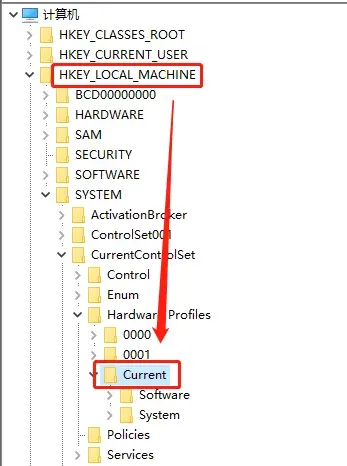 计算机
HKEY_CLASSES_ROOT
HKEY_CURRENT_USER
HKEY_LOCAL_MACHINE
BCD00000000
HARDWARE
SAM
SECURITY
SOFTWARE
SYSTEM
ActivationBroker
ControlSet001
CurrentControlSet
Control
Enum
Hardware Profiles
0000
0001
Current
Software
System
Policies
Services